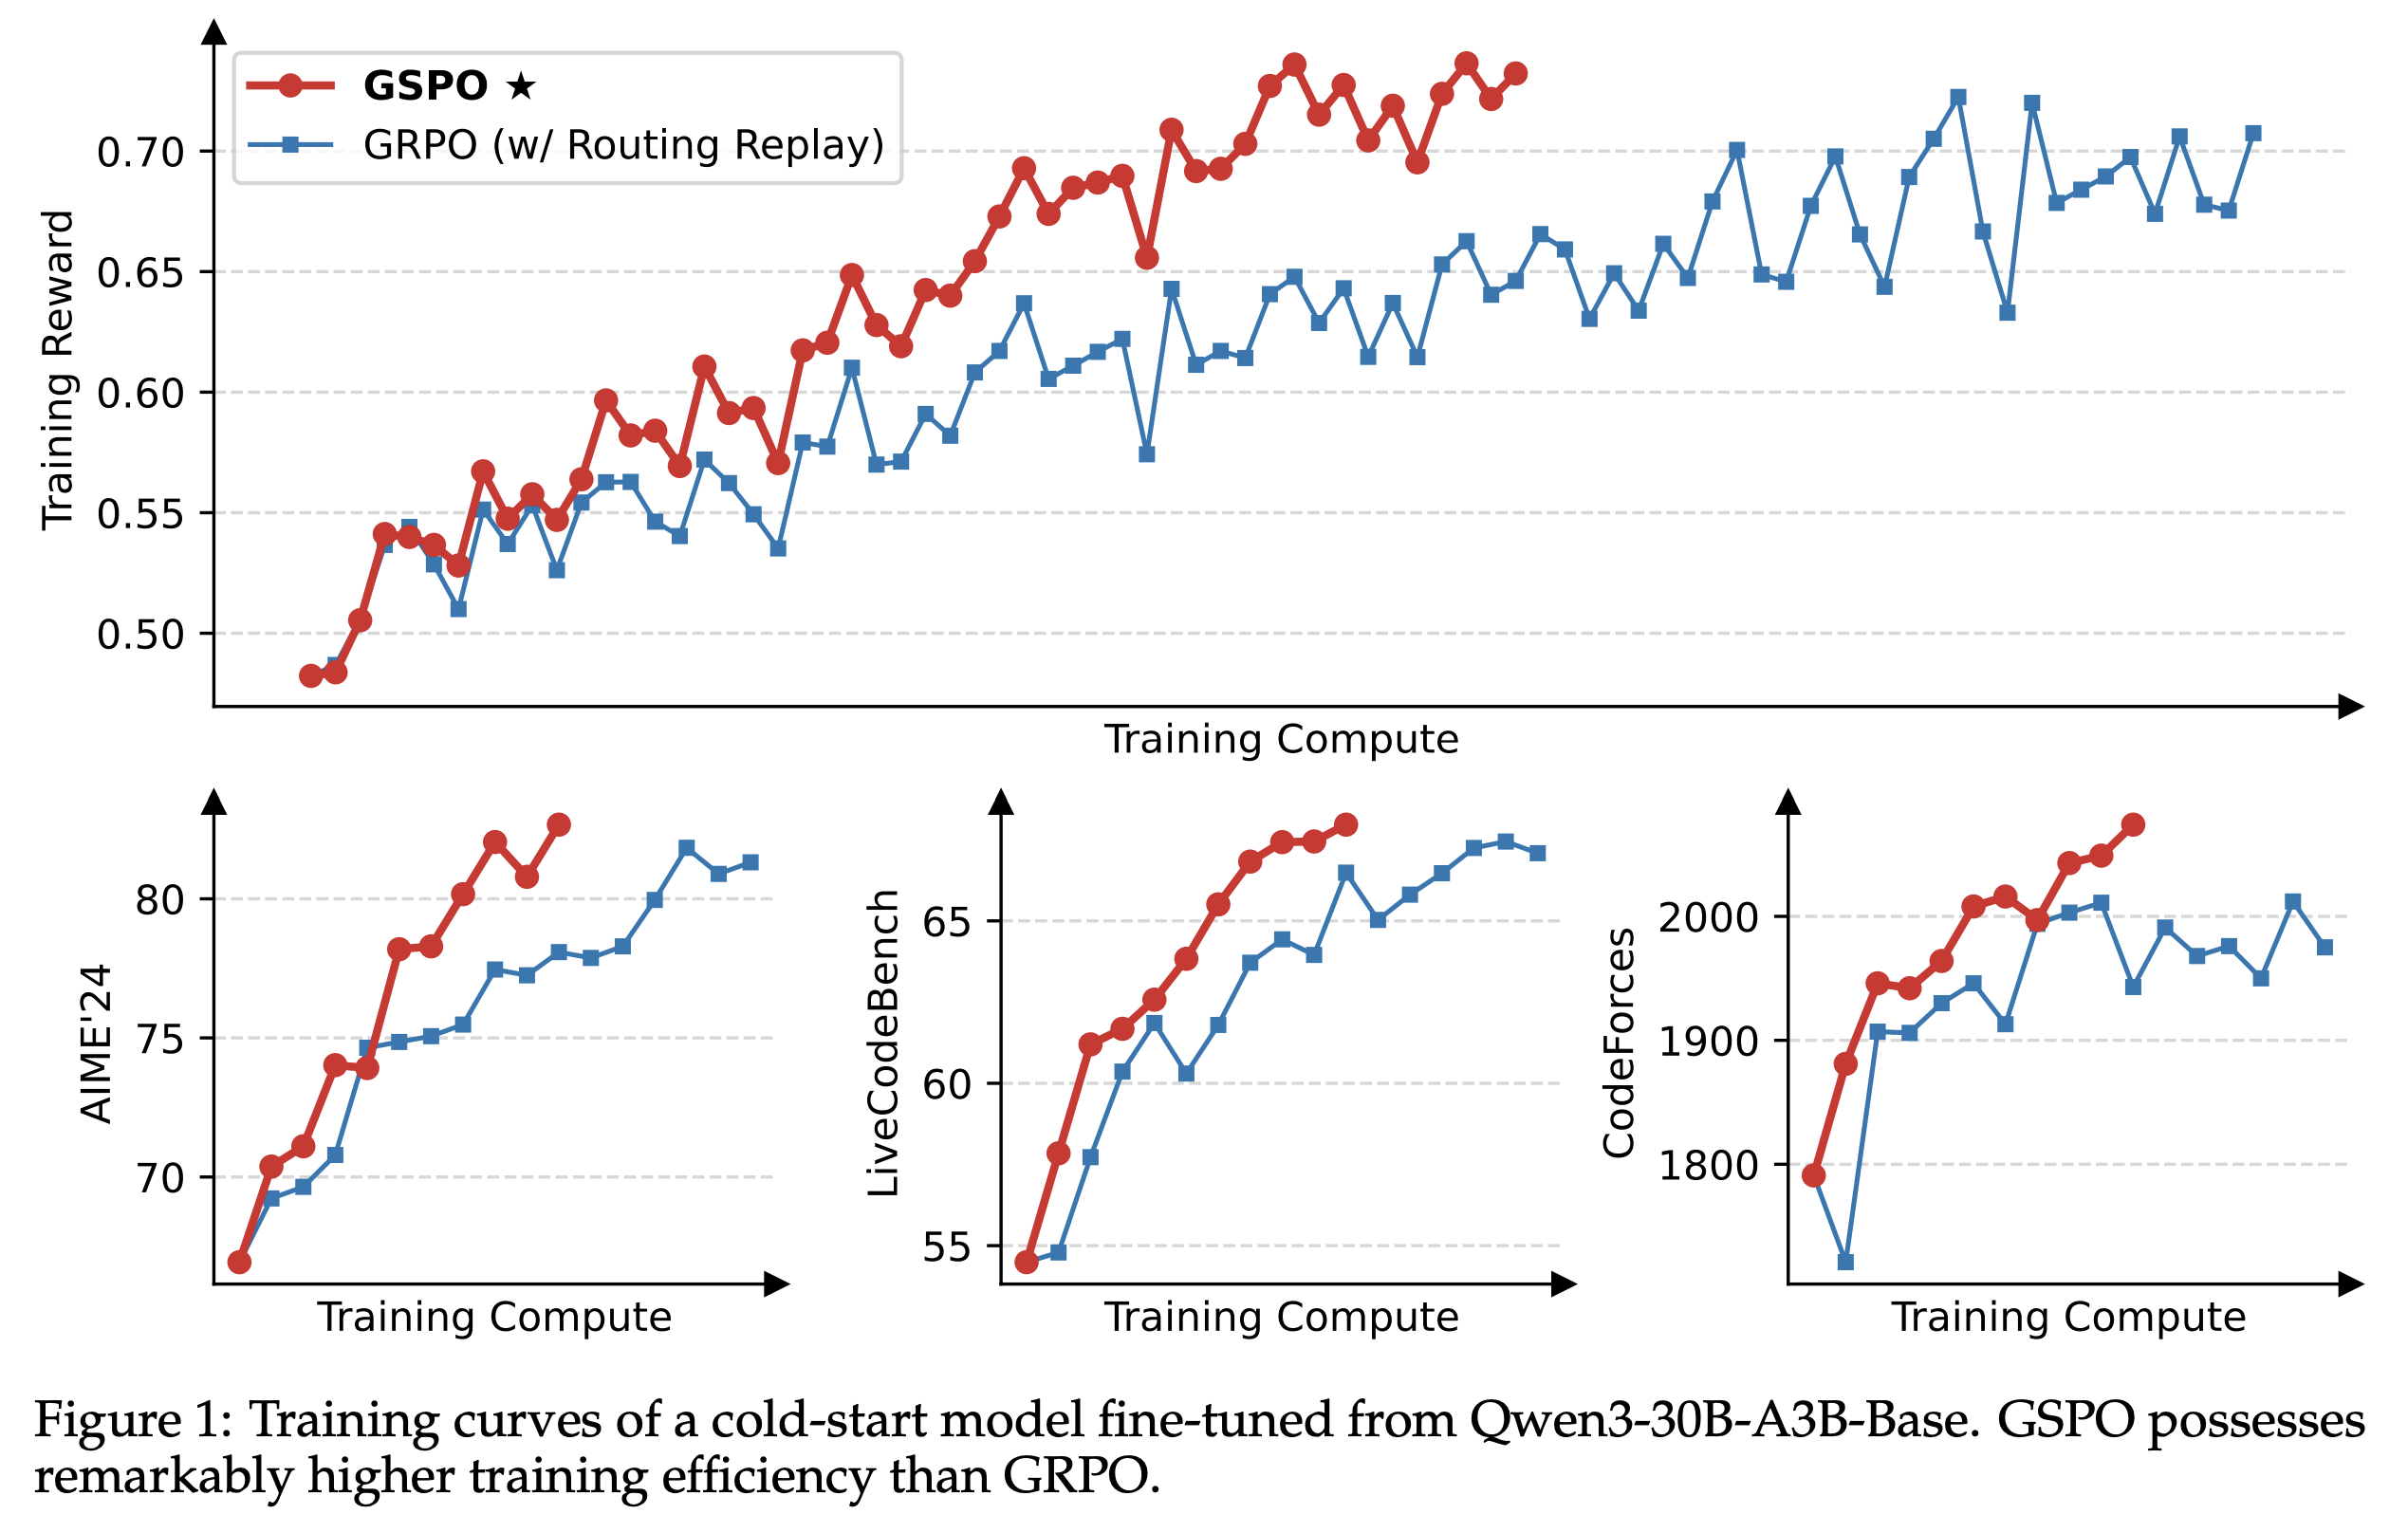 GSPO ★
GRPO (w/ Routing Replay)
Training Reward
0.70
0.65
0.60
0.55
0.50
Training Compute
AIME'24
80
75
70
Training Compute
LiveCodeBench
65
60
55
Training Compute
CodeForces
2000
1900
1800
Training Compute
Figure 1: Training curves of a cold-start model fine-tuned from Qwen3-30B-A3B-Base. GSPO possesses
remarkably higher training efficiency than GRPO.